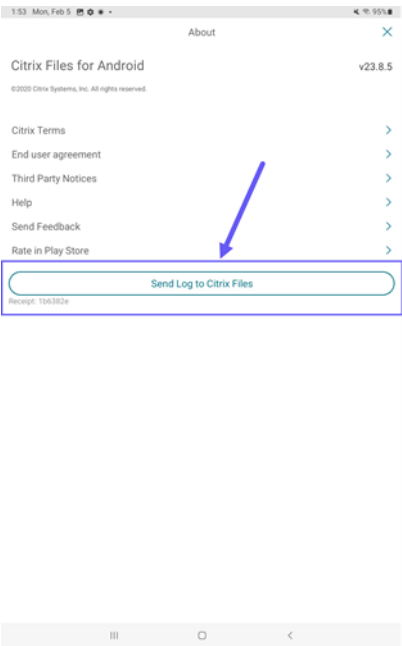 1:53 Mon, Feb 5
95%
About
Citrix Files for Android
v23.8.5
©2020 Citrix Systems, Inc. All rights reserved.
Citrix Terms
End user agreement
Third Party Notices
Help
Send Feedback
Rate in Play Store
Send Log to Citrix Files
Receipt: 1b6382e